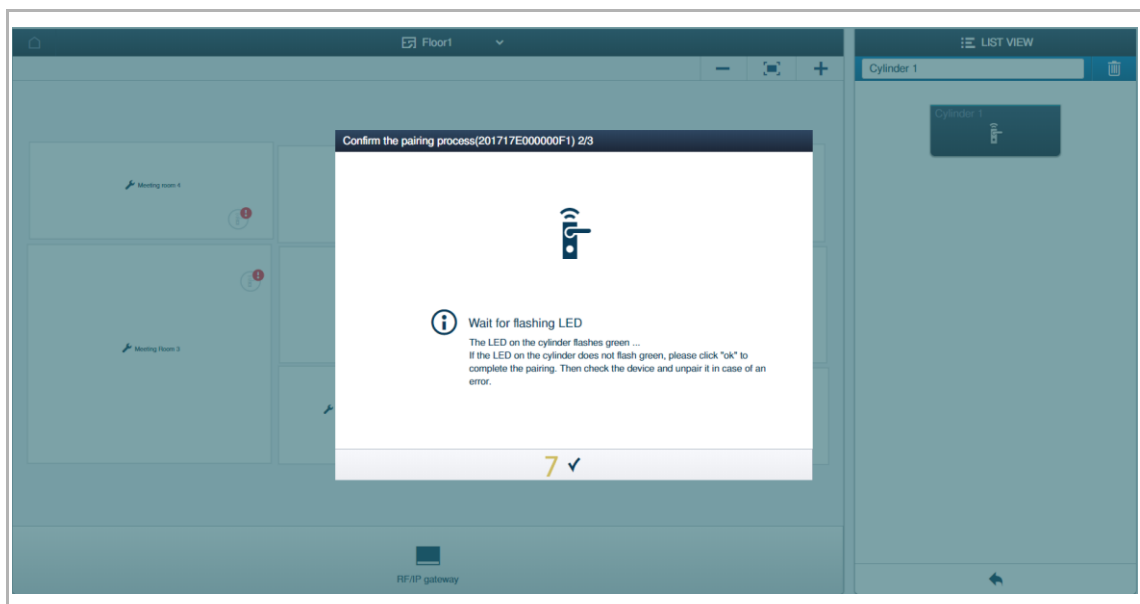 Floor1
LIST VIEW
Cylinder 1
Cylinder 1
Confirm the pairing process(201717E000000F1) 2/3
Meeting room 4
Wait for flashing LED
The LED on the cylinder flashes green ...
If the LED on the cylinder does not flash green, please click "ok" to
complete the pairing. Then check the device and unpair it in case of an
error.
Meeting Room 3
7
RF/IP gateway